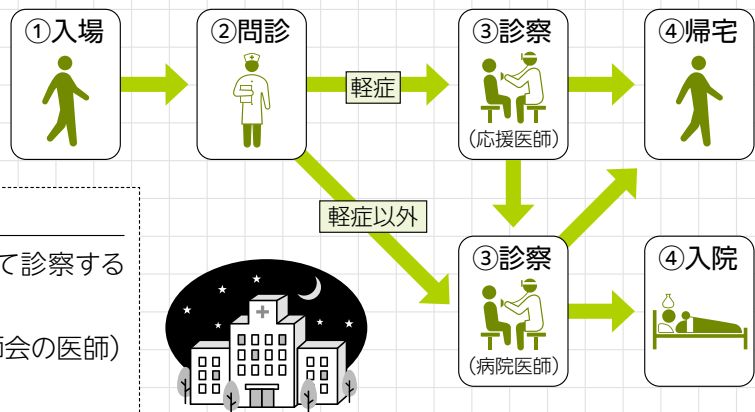 ①入場
②問診
軽症
③診察
(応援医師)
④帰宅
軽症以外
③診察
(病院医師)
④入院
て診察する
会の医師)